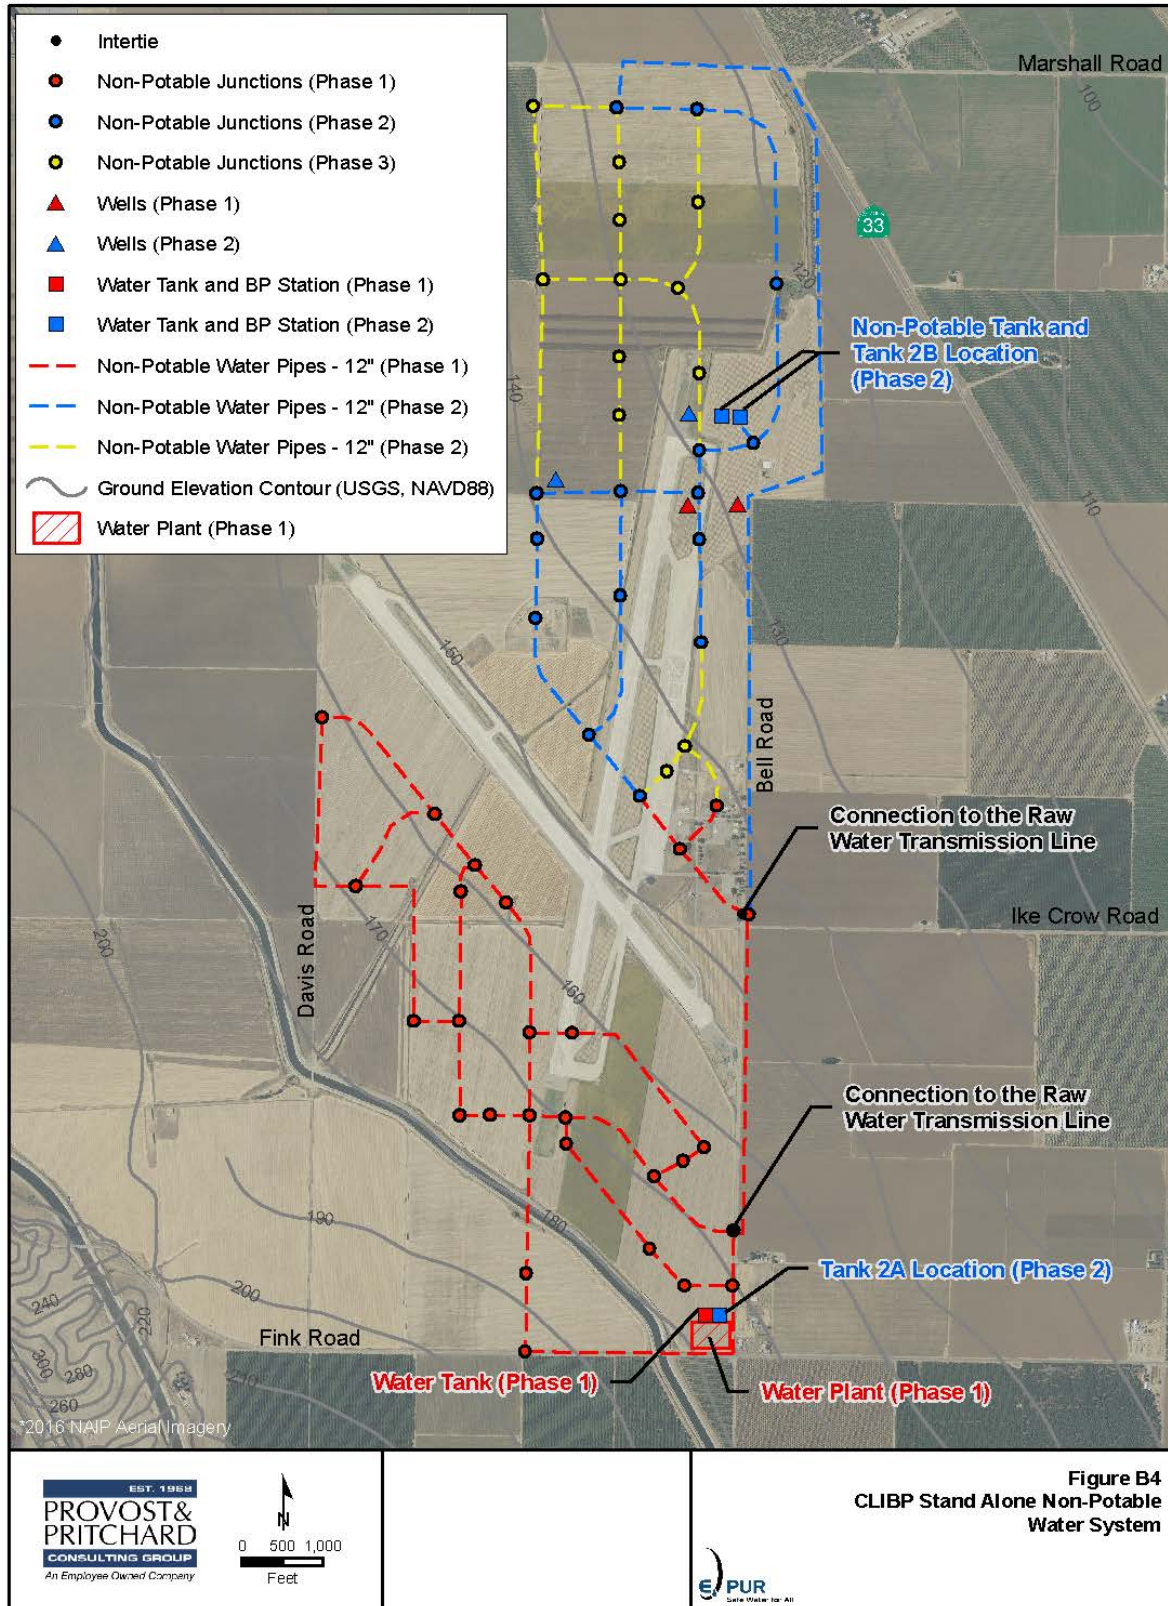 Intertie
Non-Potable Junctions (Phase 1)
Non-Potable Junctions (Phase 2)
Non-Potable Junctions (Phase 3)
Wells (Phase 1)
Wells (Phase 2)
Water Tank and BP Station (Phase 1)
Water Tank and BP Station (Phase 2)
Non-Potable Water Pipes - 12" (Phase 1)
Non-Potable Water Pipes - 12" (Phase 2)
Non-Potable Water Pipes - 12" (Phase 2)
Ground Elevation Contour (USGS, NAVD88)
Water Plant (Phase 1)
Marshall Road
100
33
120
Non-Potable Tank and
Tank 2B Location
(Phase 2)
140
110
130
150
Bell Road
Connection to the Raw
Water Transmission Line
Ike Crow Road
Davis Road
200
170
160
Connection to the Raw
Water Transmission Line
180
190
Tank 2A Location (Phase 2)
200
220
240
Fink Road
300
280
260
210
Water Tank (Phase 1)
Water Plant (Phase 1)
*2016 NAIP Aerial Imagery
EST. 1968
PROVOST&
PRITCHARD
CONSULTING GROUP
An Employee Owned Company
N
0 500 1,000
Feet
Figure B4
CLIBP Stand Alone Non-Potable
Water System
PUR
Safe Water for All